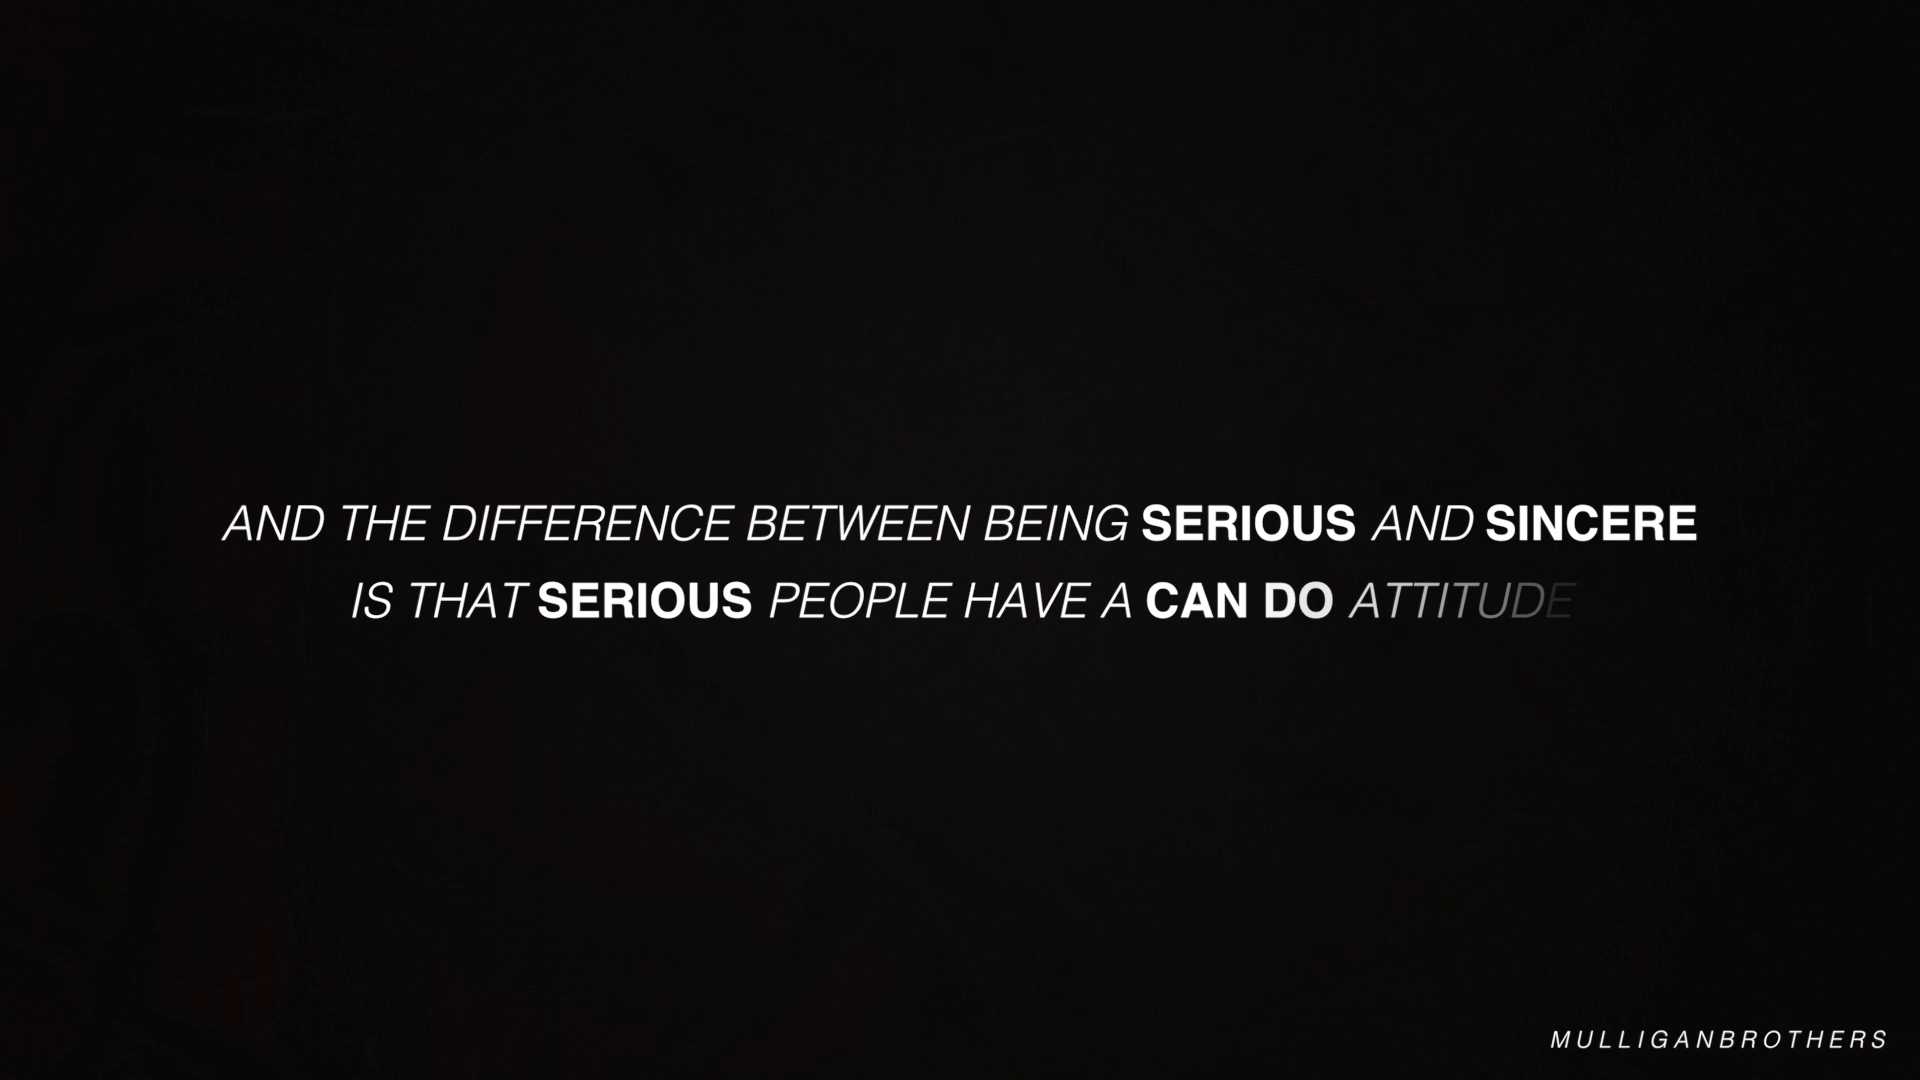 AND THE DIFFERENCE BETWEEN BEING SERIOUS AND SINCERE
IS THAT SERIOUS PEOPLE HAVE A CAN DO ATTITUDE
MULLIGANBROTHERS